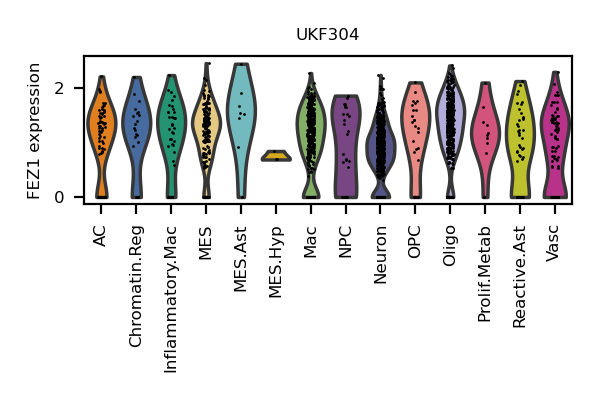 UKF304
FEZ1 expression
2
0
AC
Chromatin.Reg
Inflammatory.Mac
MES
MES.Ast
MES.Hyp
Mac
NPC
Neuron
OPC
Oligo
Prolif.Metab
Reactive.Ast
Vasc